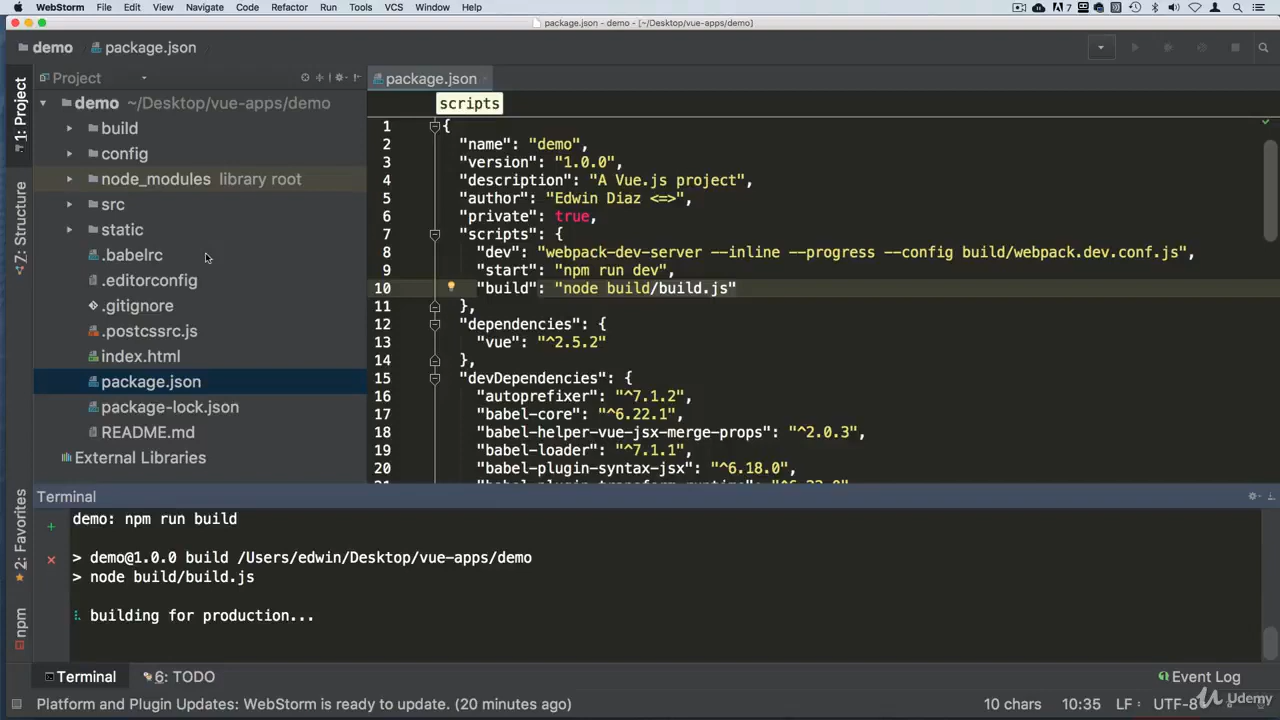 WebStorm File Edit View Navigate Code Refactor Run Tools VCS Window Help
7
package.json - demo - [~/Desktop/vue-apps/demo]
demo package.json
Project
package.json
scripts
1: Project
7: Structure
2: Favorites
npm
demo ~/Desktop/vue-apps/demo
build
config
node_modules library root
src
static
.babelrc
.editorconfig
.gitignore
.postcssrc.js
index.html
package.json
package-lock.json
README.md
External Libraries
1 {
2 "name": "demo",
3 "version": "1.0.0",
4 "description": "A Vue.js project",
5 "author": "Edwin Diaz <=>",
6 "private": true,
7 "scripts": {
8 "dev": "webpack-dev-server --inline --progress --config build/webpack.dev.conf.js",
9 "start": "npm run dev",
10 "build": "node build/build.js"
11 },
12 "dependencies": {
13 "vue": "^2.5.2"
14 },
15 "devDependencies": {
16 "autoprefixer": "^7.1.2",
17 "babel-core": "^6.22.1",
18 "babel-helper-vue-jsx-merge-props": "^2.0.3",
19 "babel-loader": "^7.1.1",
20 "babel-plugin-syntax-jsx": "^6.18.0",
Terminal
demo: npm run build
> demo@1.0.0 build /Users/edwin/Desktop/vue-apps/demo
> node build/build.js
building for production...
Terminal 6: TODO Event Log
Platform and Plugin Updates: WebStorm is ready to update. (20 minutes ago) 10 chars 10:35 LF UTF-8
Udemy